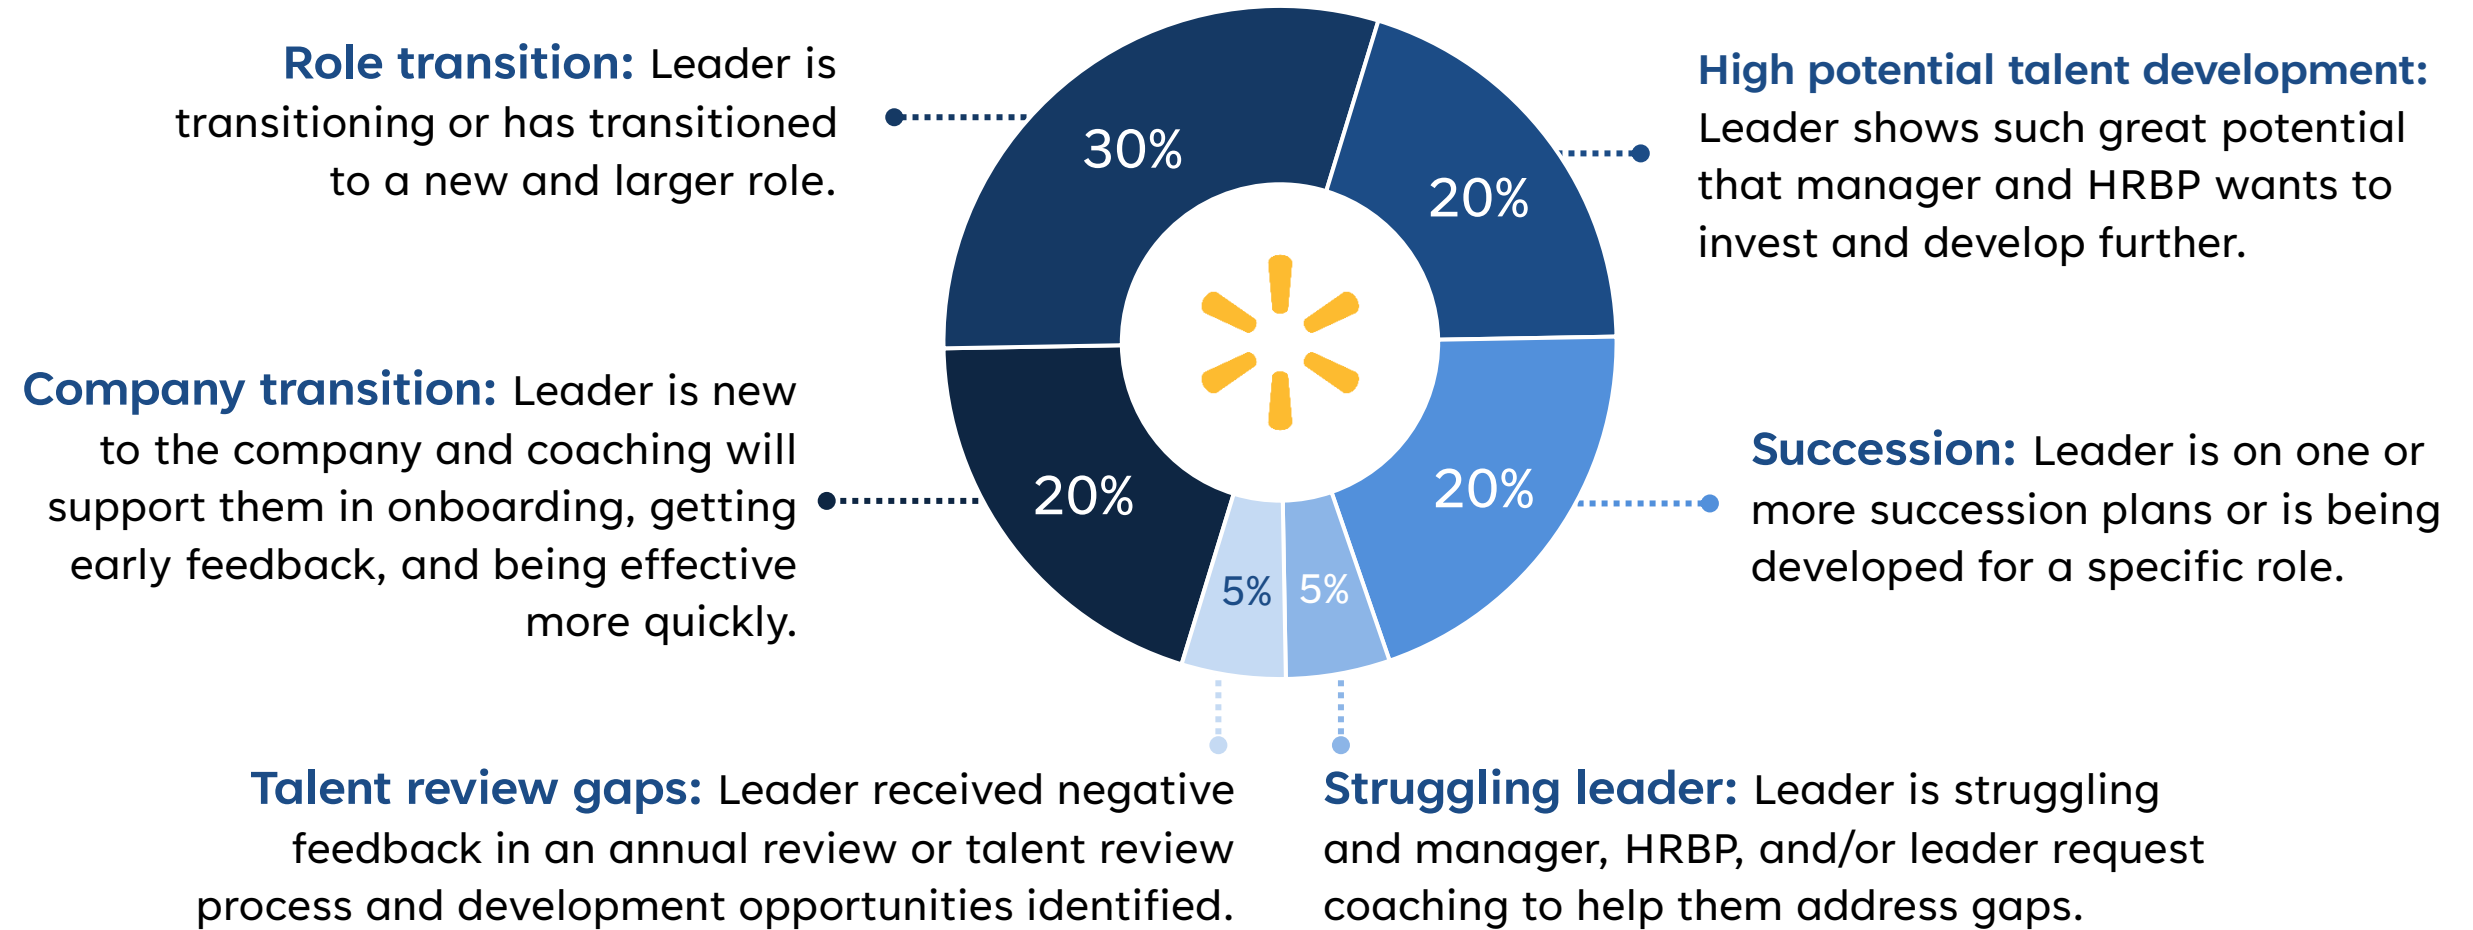 Role transition: Leader is
transitioning or has transitioned
to a new and larger role.
30%
High potential talent development:
Leader shows such great potential
that manager and HRBP wants to
invest and develop further.
20%
Company transition: Leader is new
to the company and coaching will
support them in onboarding, getting
early feedback, and being effective
more quickly.
20%
Succession: Leader is on one or
more succession plans or is being
developed for a specific role.
20%
5%
5%
Talent review gaps: Leader received negative
feedback in an annual review or talent review
process and development opportunities identified.
Struggling leader: Leader is struggling
and manager, HRBP, and/or leader request
coaching to help them address gaps.